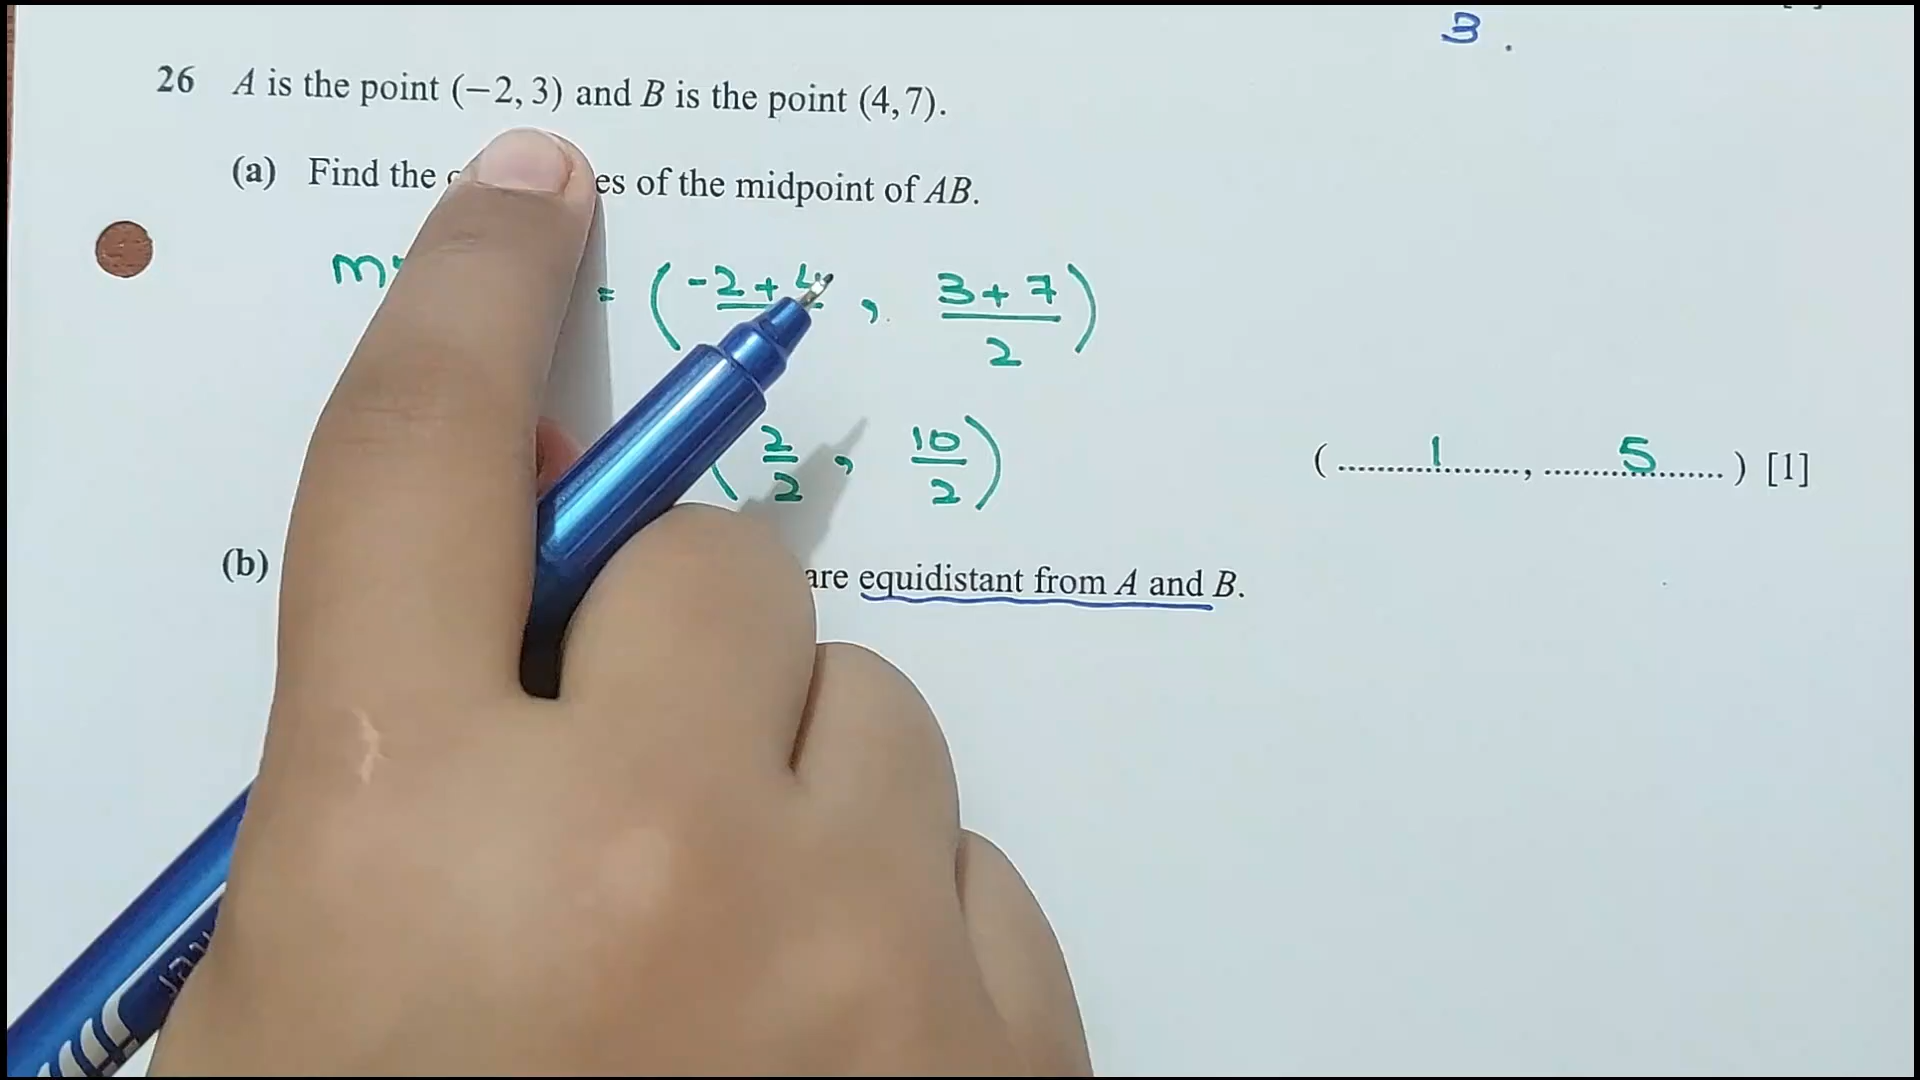 3 .
26 A is the point (−2, 3) and B is the point (4, 7).
(a) Find the es of the midpoint of AB.
= ( -2 + 4 , 3 + 7 / 2 )
( 2/2 , 10/2 )
( 1 , 5 ) [1]
(b) are equidistant from A and B.